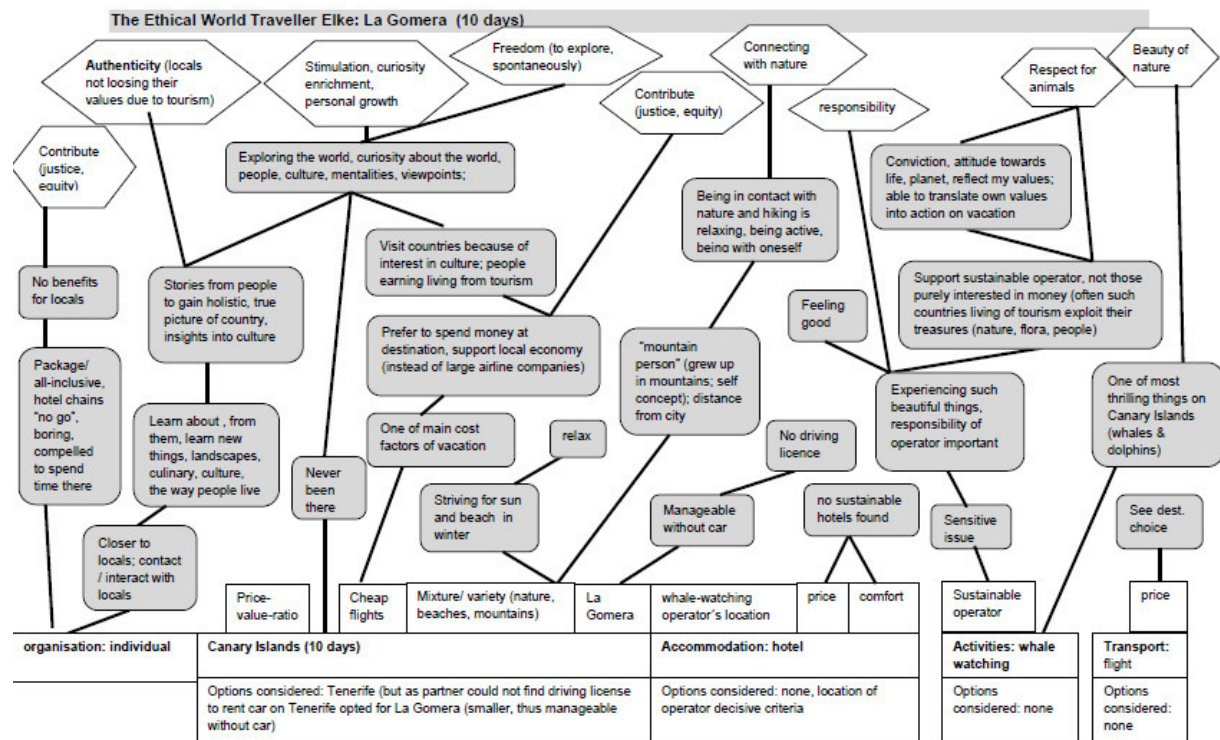 The Ethical World Traveller Elke: La Gomera (10 days)
Authenticity (locals
not loosing their
values due to tourism)
Stimulation, curiosity
enrichment,
personal growth
Freedom (to explore,
spontaneously)
Connecting
with nature
Beauty of
nature
Respect for
animals
Contribute
(justice, equity)
responsibility
Contribute
(justice,
equity)
Exploring the world, curiosity about the world,
people, culture, mentalities, viewpoints;
Conviction, attitude towards
life, planet, reflect my values;
able to translate own values
into action on vacation
Being in contact with
nature and hiking is
relaxing, being active,
being with oneself
Visit countries because of
interest in culture; people
earning living from tourism
No benefits
for locals
Stories from people
to gain holistic, true
picture of country,
insights into culture
Support sustainable operator, not those
purely interested in money (often such
countries living of tourism exploit their
treasures (nature, flora, people)
Feeling
good
Prefer to spend money at
destination, support local economy
(instead of large airline companies)
"mountain
person" (grew up
in mountains; self
concept); distance
from city
Package/
all-inclusive,
hotel chains
"no go",
boring,
compelled
to spend
time there
Experiencing such
beautiful things,
responsibility of
operator important
One of most
thrilling things on
Canary Islands
(whales &
dolphins)
Learn about , from
them, learn new
things, landscapes,
culinary, culture,
the way people live
One of main cost
factors of vacation
relax
No driving
licence
Never
been
there
Striving for sun
and beach in
winter
Manageable
without car
no sustainable
hotels found
Sensitive
issue
See dest.
choice
Closer to
locals; contact
/ interact with
locals
Price-
value-ratio
Cheap
flights
Mixture/ variety (nature,
beaches, mountains)
La
Gomera
whale-watching
operator´s location
price
comfort
Sustainable
operator
price
organisation: individual
Canary Islands (10 days)
Accommodation: hotel
Activities: whale
watching
Transport:
flight
Options considered: Tenerife (but as partner could not find driving license
to rent car on Tenerife opted for La Gomera (smaller, thus manageable
without car)
Options considered: none, location of
operator decisive criteria
Options
considered: none
Options
considered:
none